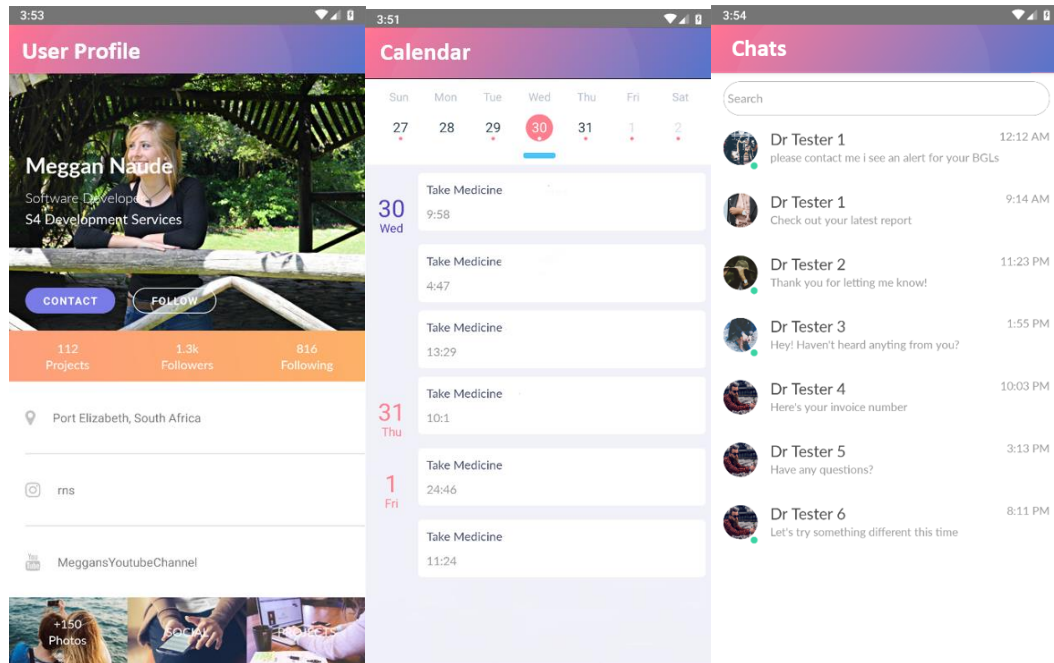 3:53
User Profile
Meggan Naude
Software Developer
S4 Development Services
CONTACT
FOLLOW
112
1.3k
816
Projects
Followers
Following
Port Elizabeth, South Africa
rns
You
Tube
MeggansYoutubeChannel
+150
Photos
SOCIAL
PROJECTS
3:51
Calendar
Sun Mon Tue Wed Thu Fri Sat
27 28 29 30 31 1 2
30
Wed
Take Medicine
9:58
Take Medicine
4:47
Take Medicine
13:29
31
Thu
Take Medicine
10:1
1
Fri
Take Medicine
24:46
Take Medicine
11:24
3:54
Chats
Search
Dr Tester 1 12:12 AM
please contact me i see an alert for your BGLs
Dr Tester 1 9:14 AM
Check out your latest report
Dr Tester 2 11:23 PM
Thank you for letting me know!
Dr Tester 3 1:55 PM
Hey! Haven't heard anyting from you?
Dr Tester 4 10:03 PM
Here's your invoice number
Dr Tester 5 3:13 PM
Have any questions?
Dr Tester 6 8:11 PM
Let's try something different this time